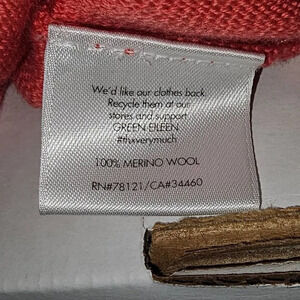 We'd like our clothes back.
Recycle them at our
stores and support
GREEN EILEEN
#thxverymuch
100% MERINO WOOL
RN#78121/CA#34460